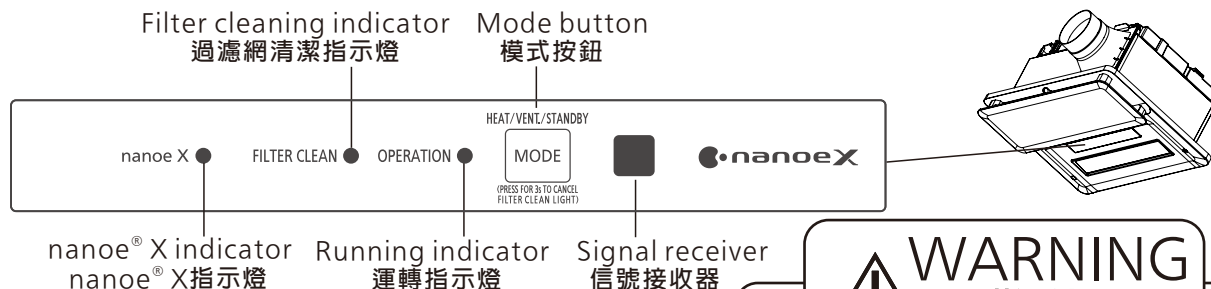 Filter cleaning indicator
過濾網清潔指示燈
Mode button
模式按鈕
HEAT/VENT./STANDBY
nanoe X
FILTER CLEAN
OPERATION
MODE
nanoeX
(PRESS FOR 3s TO CANCEL
FILTER CLEAN LIGHT)
nanoe® X indicator
nanoe® X指示燈
Running indicator
運轉指示燈
Signal receiver
信號接收器
WARNING